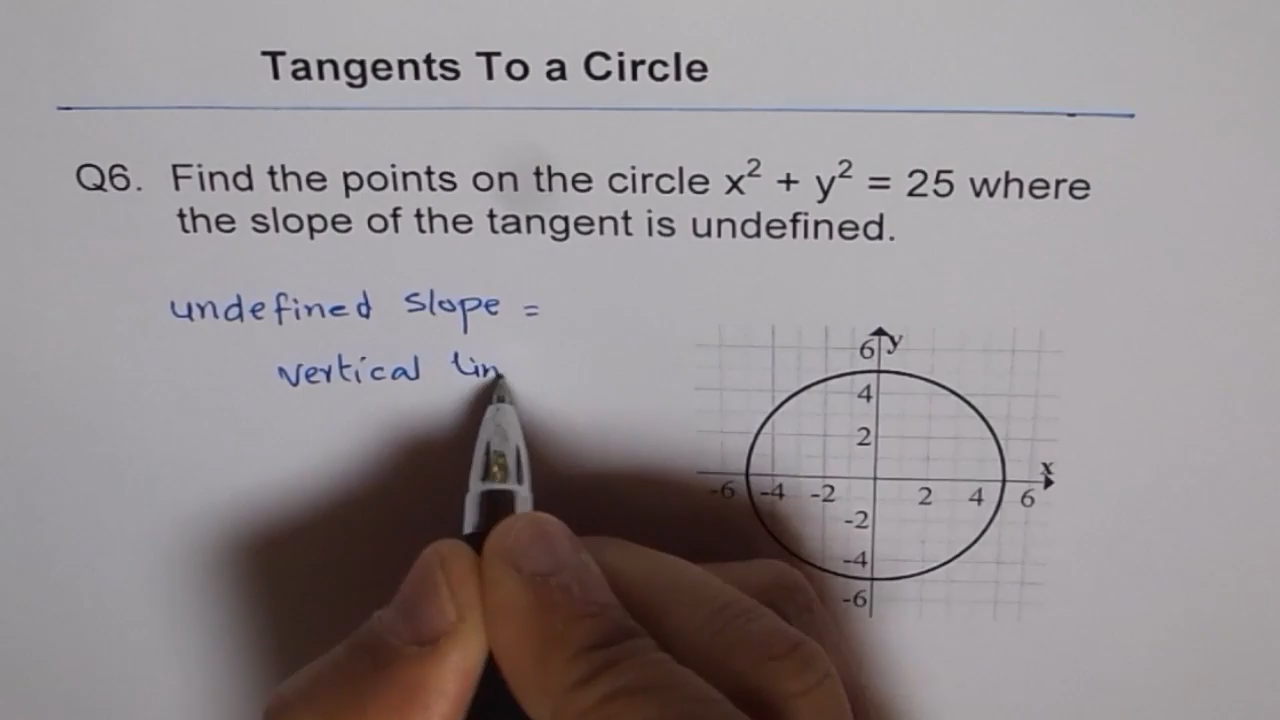 Tangents To a Circle
Q6. Find the points on the circle x² + y² = 25 where
the slope of the tangent is undefined.
undefined slope =
vertical lin
6 y
4
2
x
-6 -4 -2 2 4 6
-2
-4
-6